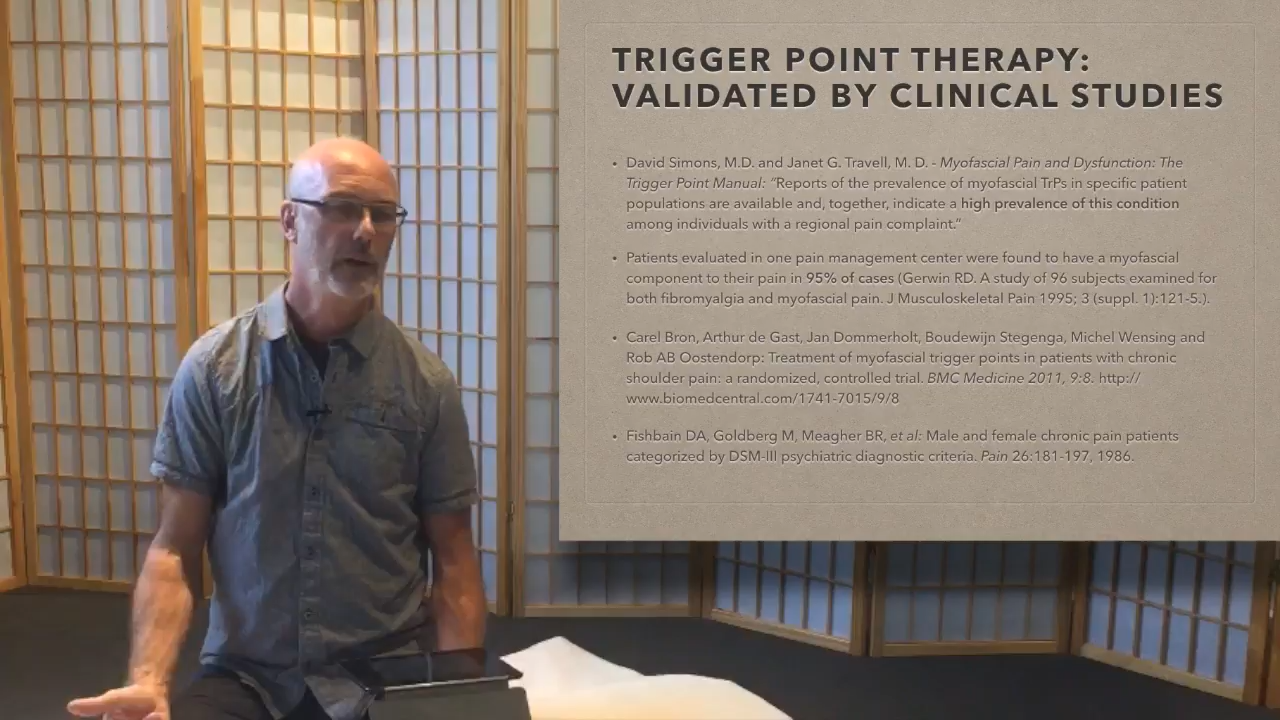 TRIGGER POINT THERAPY:
VALIDATED BY CLINICAL STUDIES
• David Simons, M.D. and Janet G. Travell, M. D. - Myofascial Pain and Dysfunction: The
Trigger Point Manual: “Reports of the prevalence of myofascial TrPs in specific patient
populations are available and, together, indicate a high prevalence of this condition
among individuals with a regional pain complaint.”
• Patients evaluated in one pain management center were found to have a myofascial
component to their pain in 95% of cases (Gerwin RD. A study of 96 subjects examined for
both fibromyalgia and myofascial pain. J Musculoskeletal Pain 1995; 3 (suppl. 1):121-5.).
• Carel Bron, Arthur de Gast, Jan Dommerholt, Boudewijn Stegenga, Michel Wensing and
Rob AB Oostendorp: Treatment of myofascial trigger points in patients with chronic
shoulder pain: a randomized, controlled trial. BMC Medicine 2011, 9:8. http://
www.biomedcentral.com/1741-7015/9/8
• Fishbain DA, Goldberg M, Meagher BR, et al: Male and female chronic pain patients
categorized by DSM-III psychiatric diagnostic criteria. Pain 26:181-197, 1986.